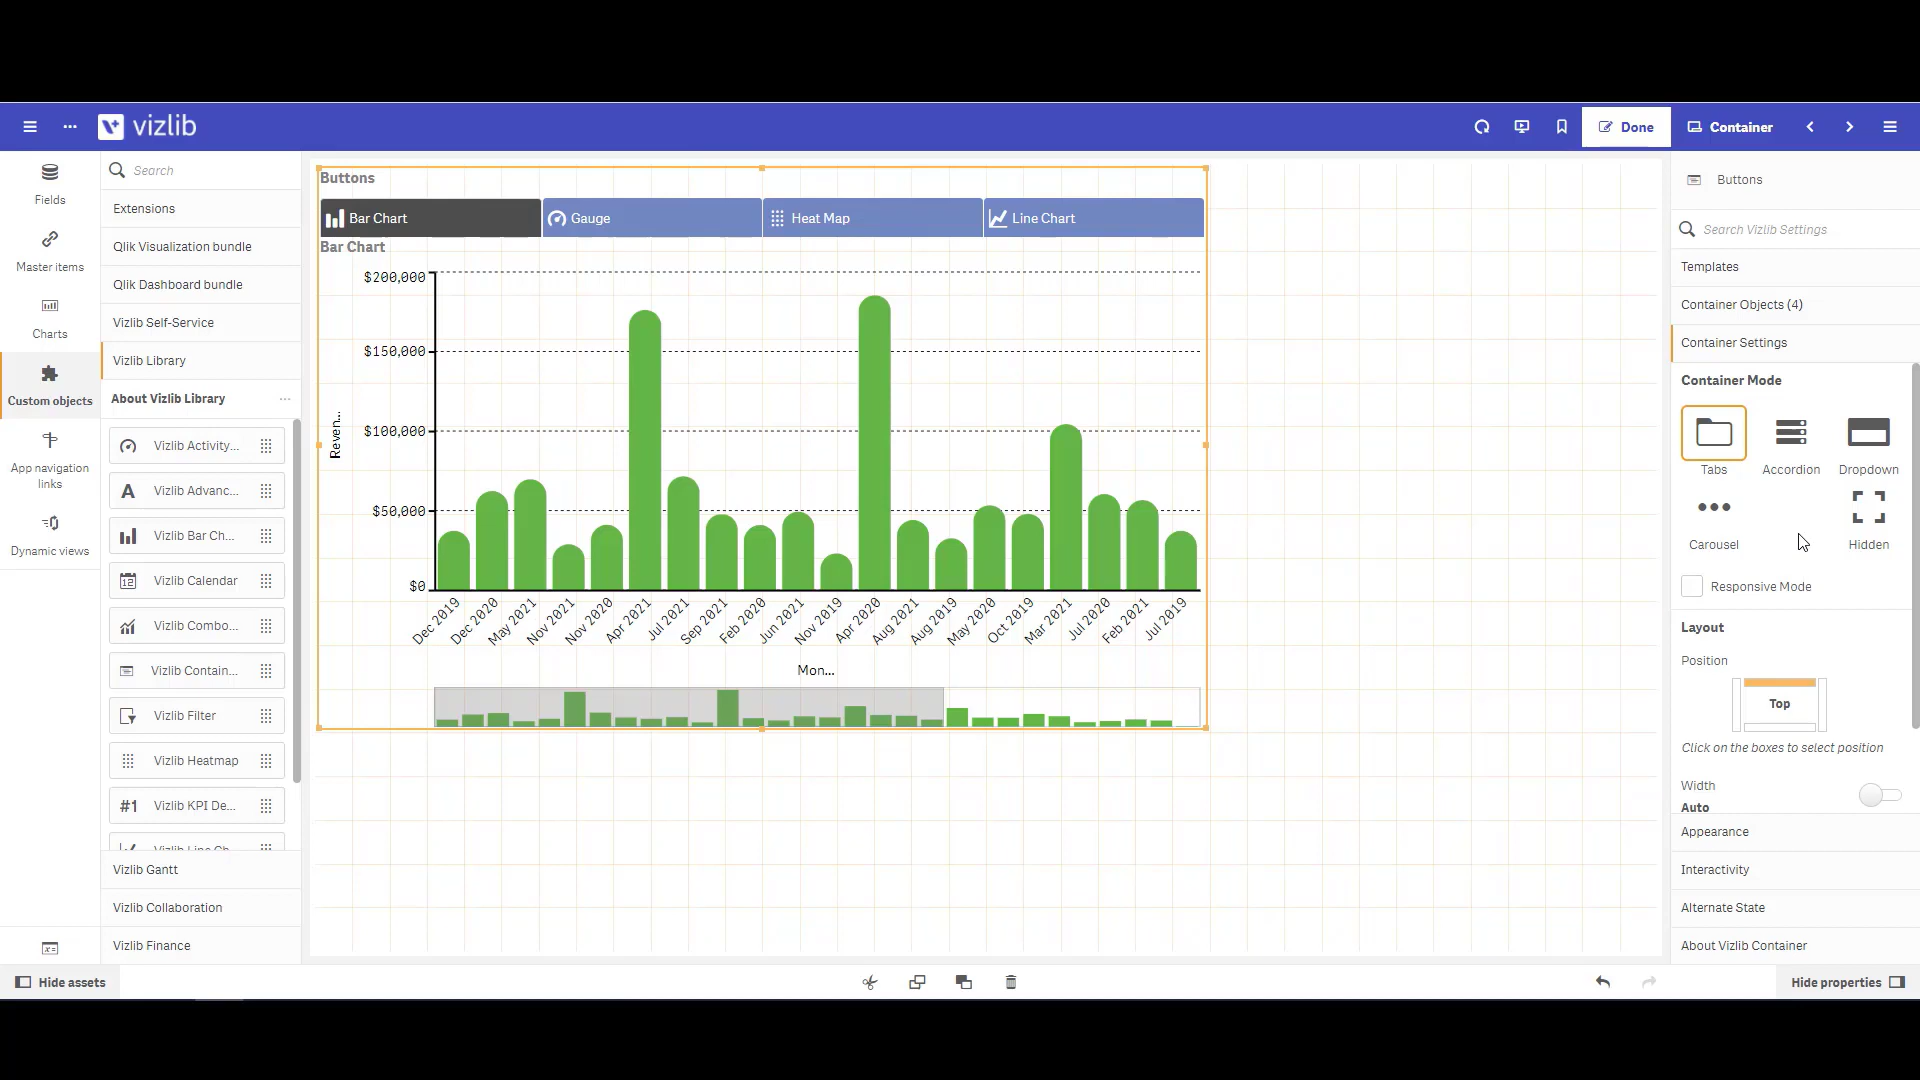 vizlib
Done
Container
Fields
Master items
Charts
Custom objects
App navigation
links
Dynamic views
Search
Extensions
Qlik Visualization bundle
Qlik Dashboard bundle
Vizlib Self-Service
Vizlib Library
About Vizlib Library
Vizlib Activity...
Vizlib Advanc...
Vizlib Bar Ch...
Vizlib Calendar
Vizlib Combo...
Vizlib Contain...
Vizlib Filter
Vizlib Heatmap
#1 Vizlib KPI De...
Vizlib Line Ch...
Vizlib Gantt
Vizlib Collaboration
Vizlib Finance
Buttons
Bar Chart
Gauge
Heat Map
Line Chart
Bar Chart
Reven...
$200,000
$150,000
$100,000
$50,000
$0
Dec 2019
Dec 2020
May 2021
Nov 2021
Nov 2020
Apr 2021
Jul 2021
Sep 2021
Feb 2020
Jun 2021
Nov 2019
Apr 2020
Aug 2021
Aug 2019
May 2020
Oct 2019
Mar 2021
Jul 2020
Feb 2021
Jul 2019
Mon...
Buttons
Search Vizlib Settings
Templates
Container Objects (4)
Container Settings
Container Mode
Tabs
Accordion
Dropdown
Carousel
Hidden
Responsive Mode
Layout
Position
Top
Click on the boxes to select position
Width
Auto
Appearance
Interactivity
Alternate State
About Vizlib Container
Hide assets
Hide properties